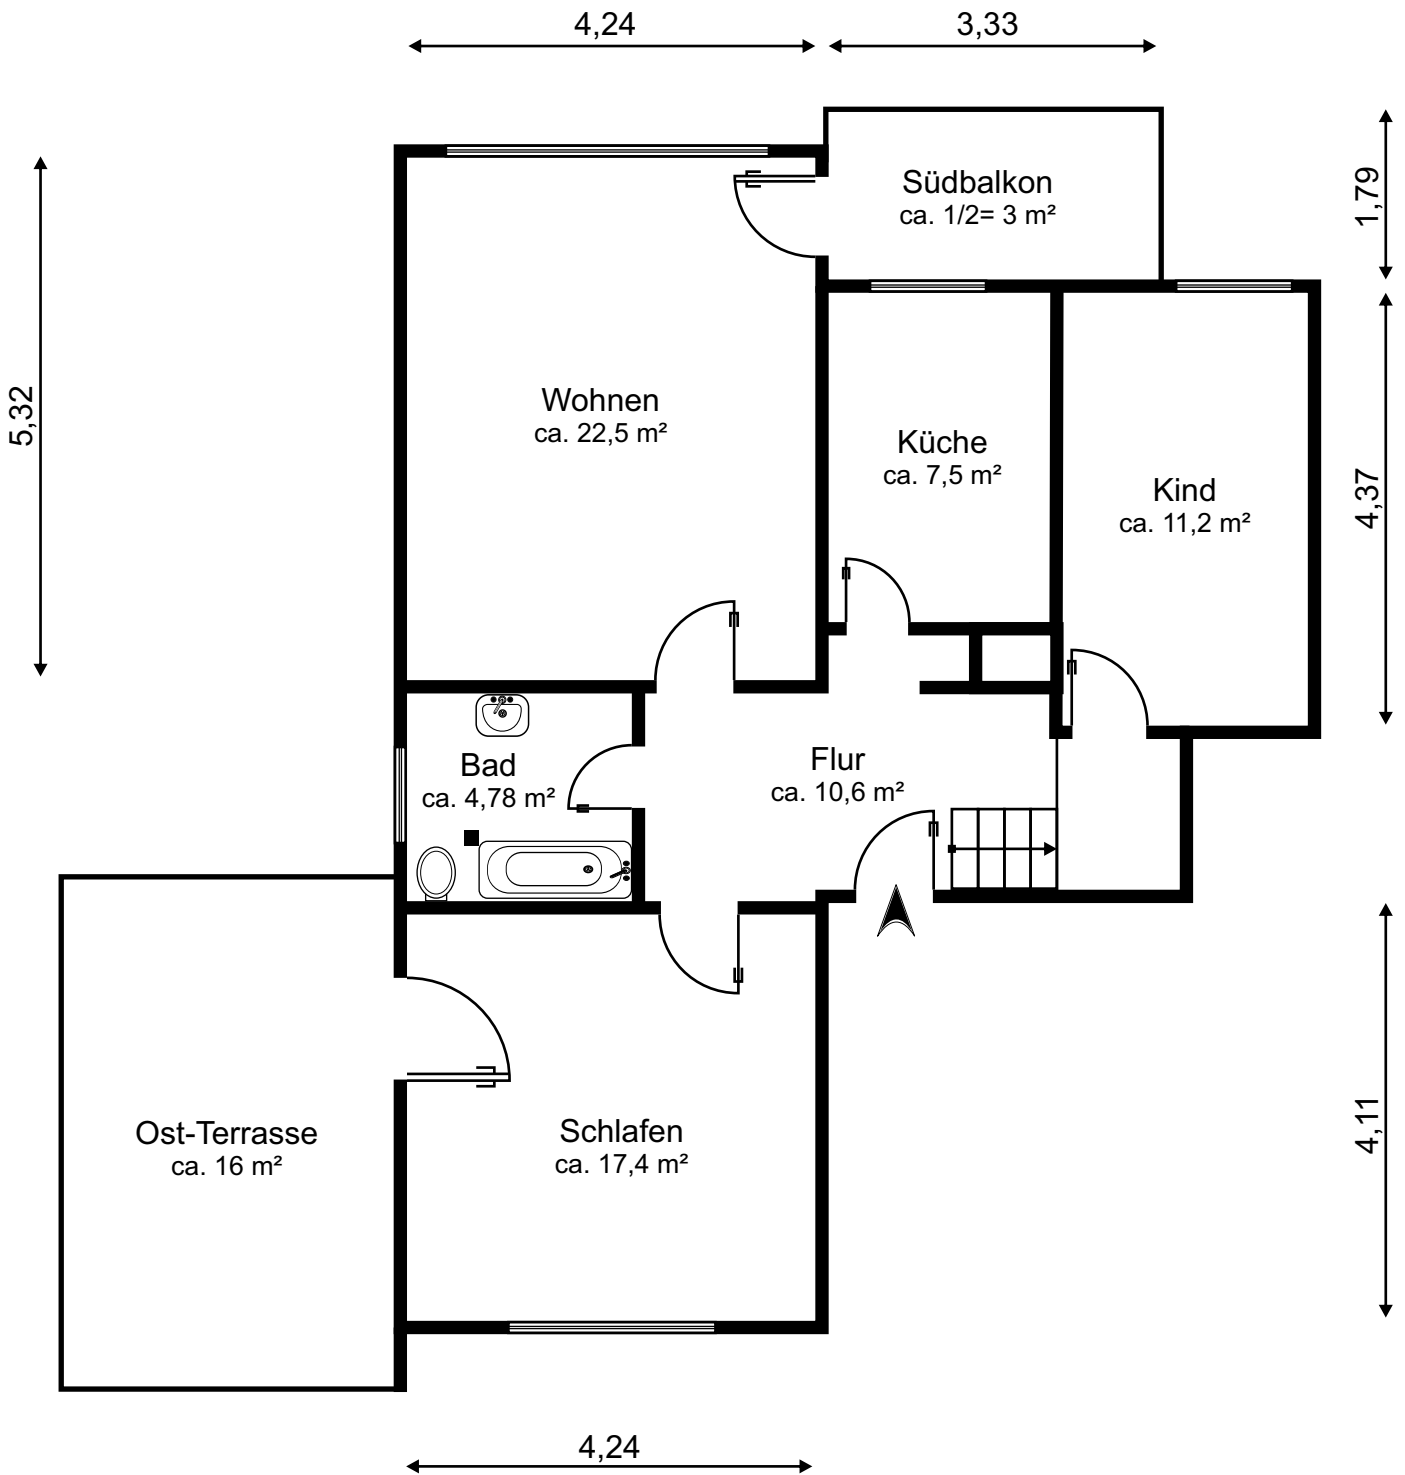 4,24
3,33
1,79
Südbalkon
ca. 1/2= 3 m²
5,32
Wohnen
ca. 22,5 m²
Küche
ca. 7,5 m²
Kind
ca. 11,2 m²
4,37
Bad
ca. 4,78 m²
Flur
ca. 10,6 m²
Ost-Terrasse
ca. 16 m²
Schlafen
ca. 17,4 m²
4,11
4,24